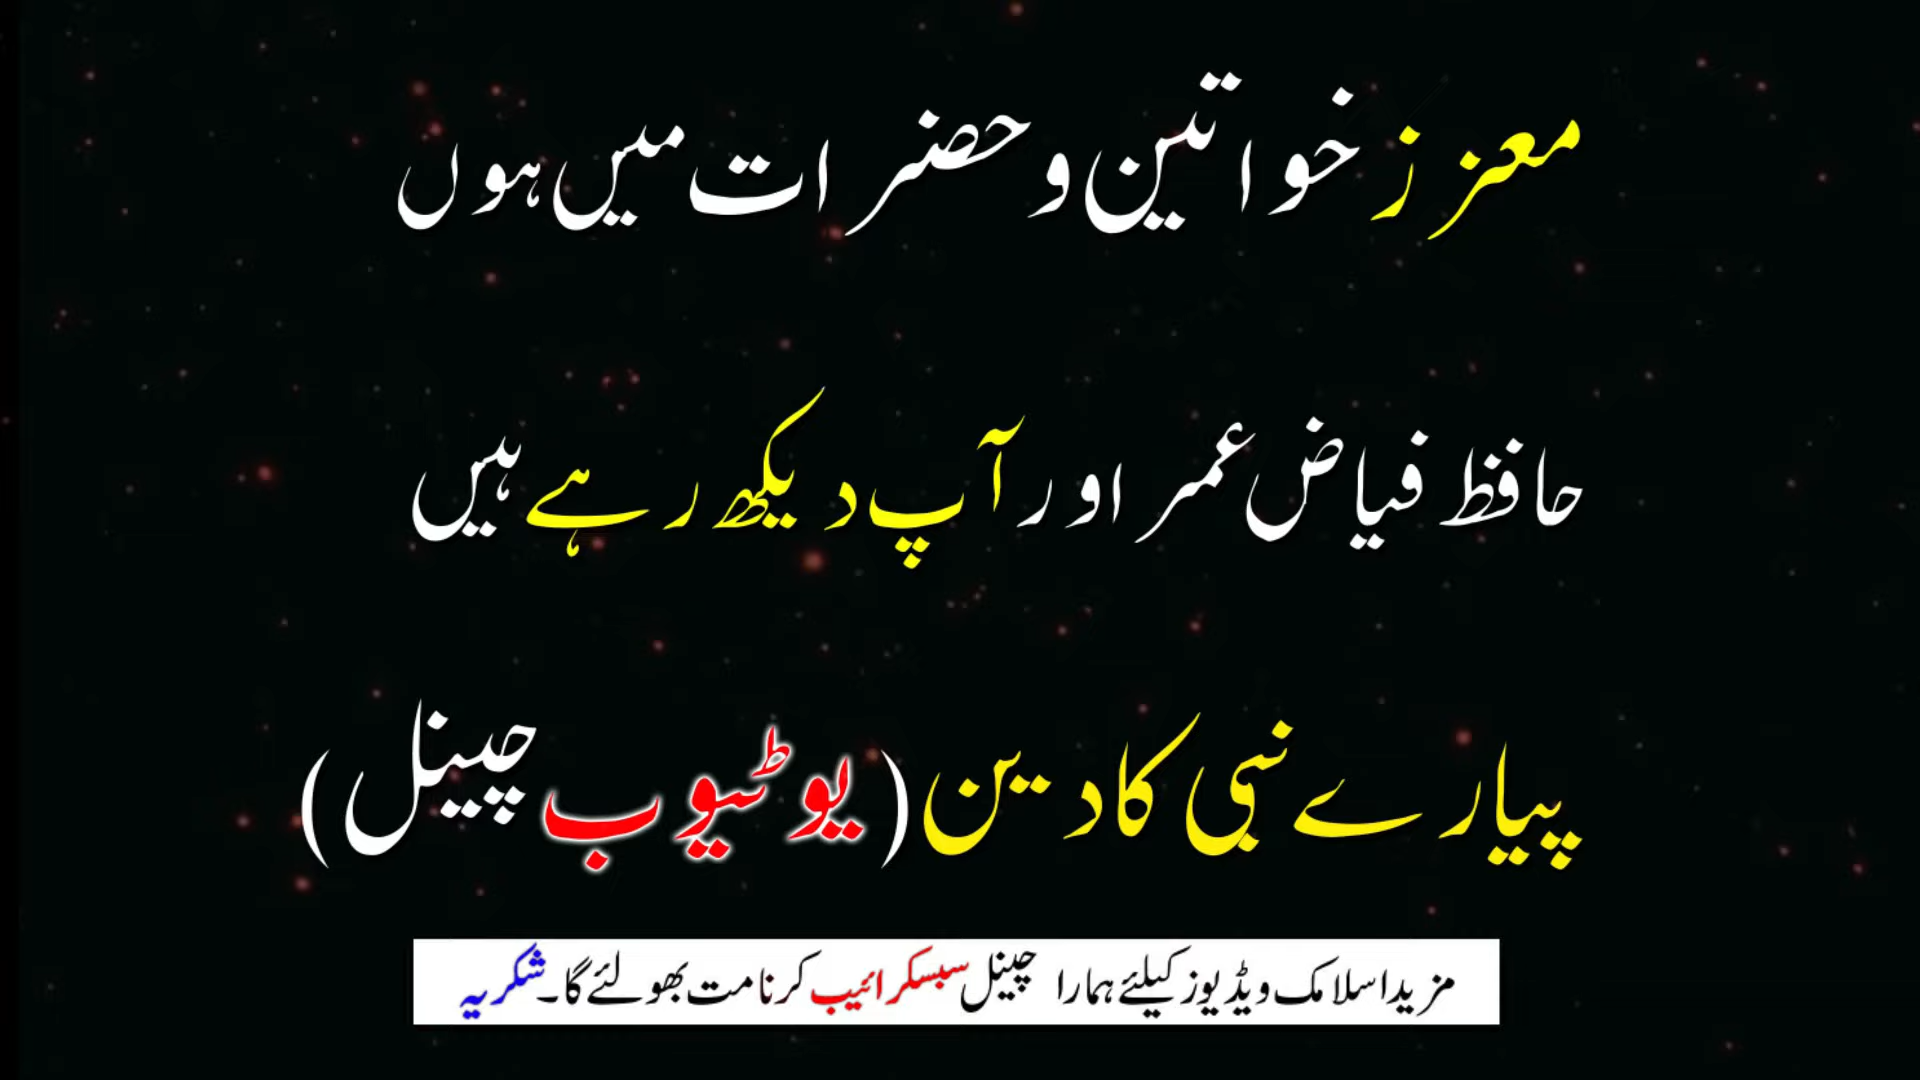 معزز خواتین و حضرات میں ہوں
حافظ فیاض عمر اور آپ دیکھ رہے ہیں
پیارے نبی کا دین (یوٹیوب چینل)
مزید اسلامک ویڈیوز کیلئے ہمارا چینل سبسکرائیب کرنا مت بھولئے گا۔ شکریہ